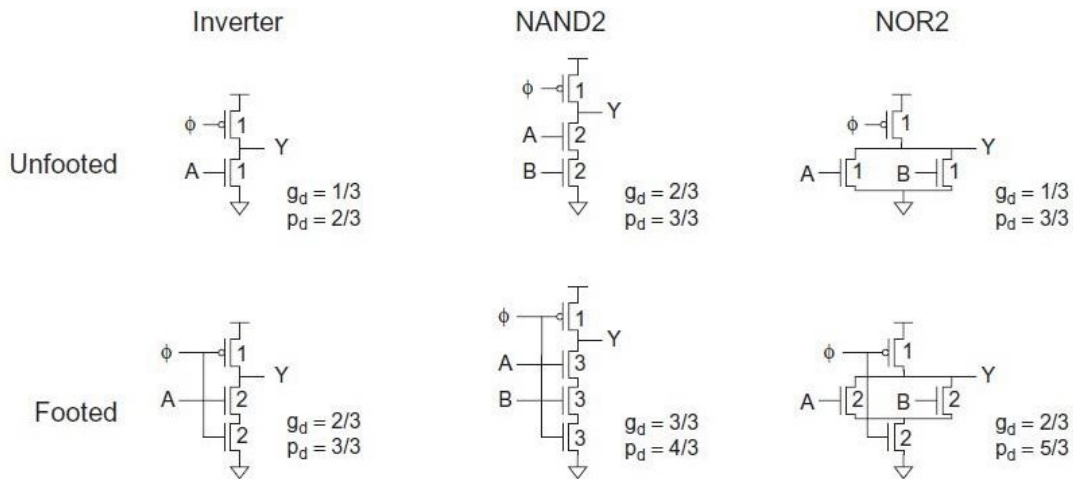 Inverter
NAND2
NOR2
Unfooted
ϕ
1
A
1
Y
g_d = 1/3
p_d = 2/3
ϕ
1
Y
A
2
B
2
g_d = 2/3
p_d = 3/3
ϕ
1
Y
A
1
B
1
g_d = 1/3
p_d = 3/3
Footed
ϕ
1
Y
A
2
2
g_d = 2/3
p_d = 3/3
ϕ
1
Y
A
3
B
3
3
g_d = 3/3
p_d = 4/3
ϕ
1
Y
A
2
B
2
2
g_d = 2/3
p_d = 5/3